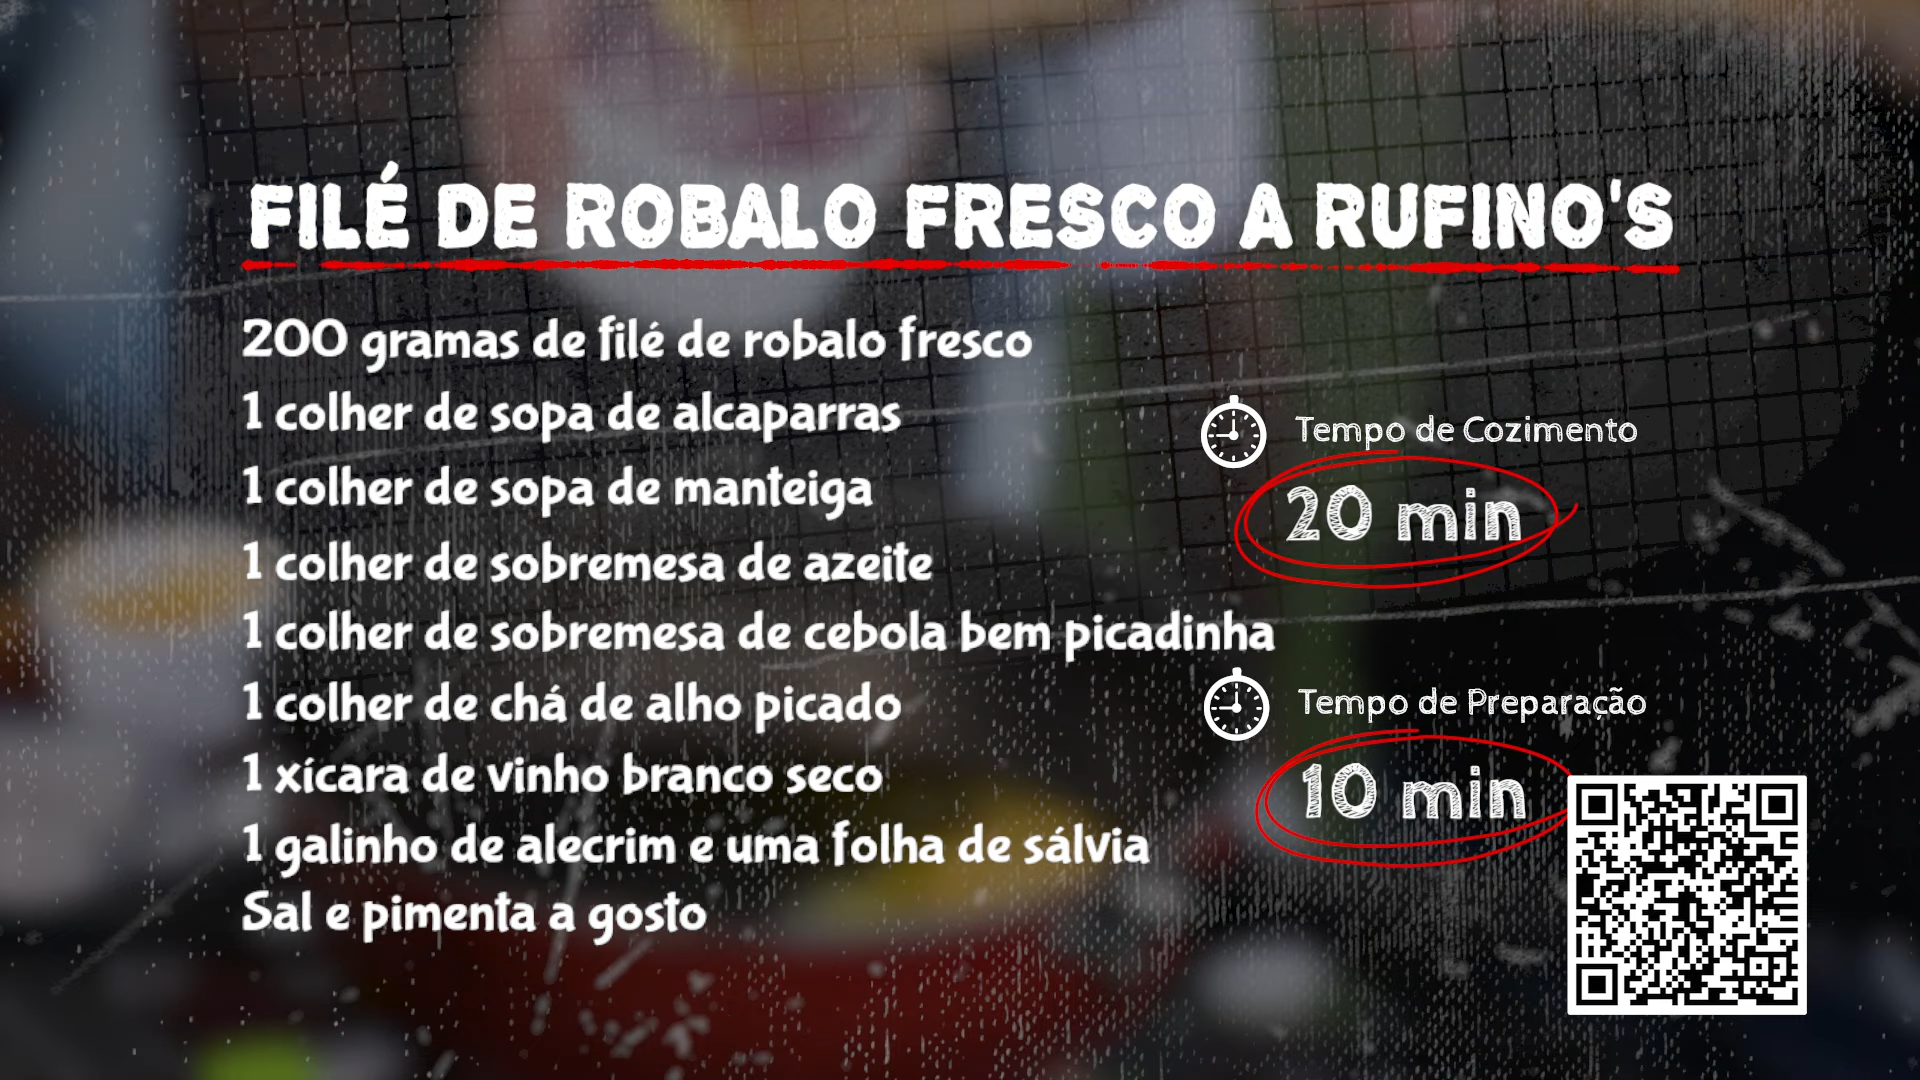 FILÉ DE ROBALO FRESCO A RUFINO'S
200 gramas de filé de robalo fresco
1 colher de sopa de alcaparras
1 colher de sopa de manteiga
1 colher de sobremesa de azeite
1 colher de sobremesa de cebola bem picadinha
1 colher de chá de alho picado
1 xícara de vinho branco seco
1 galinho de alecrim e uma folha de sálvia
Sal e pimenta a gosto
Tempo de Cozimento
20 min
Tempo de Preparação
10 min